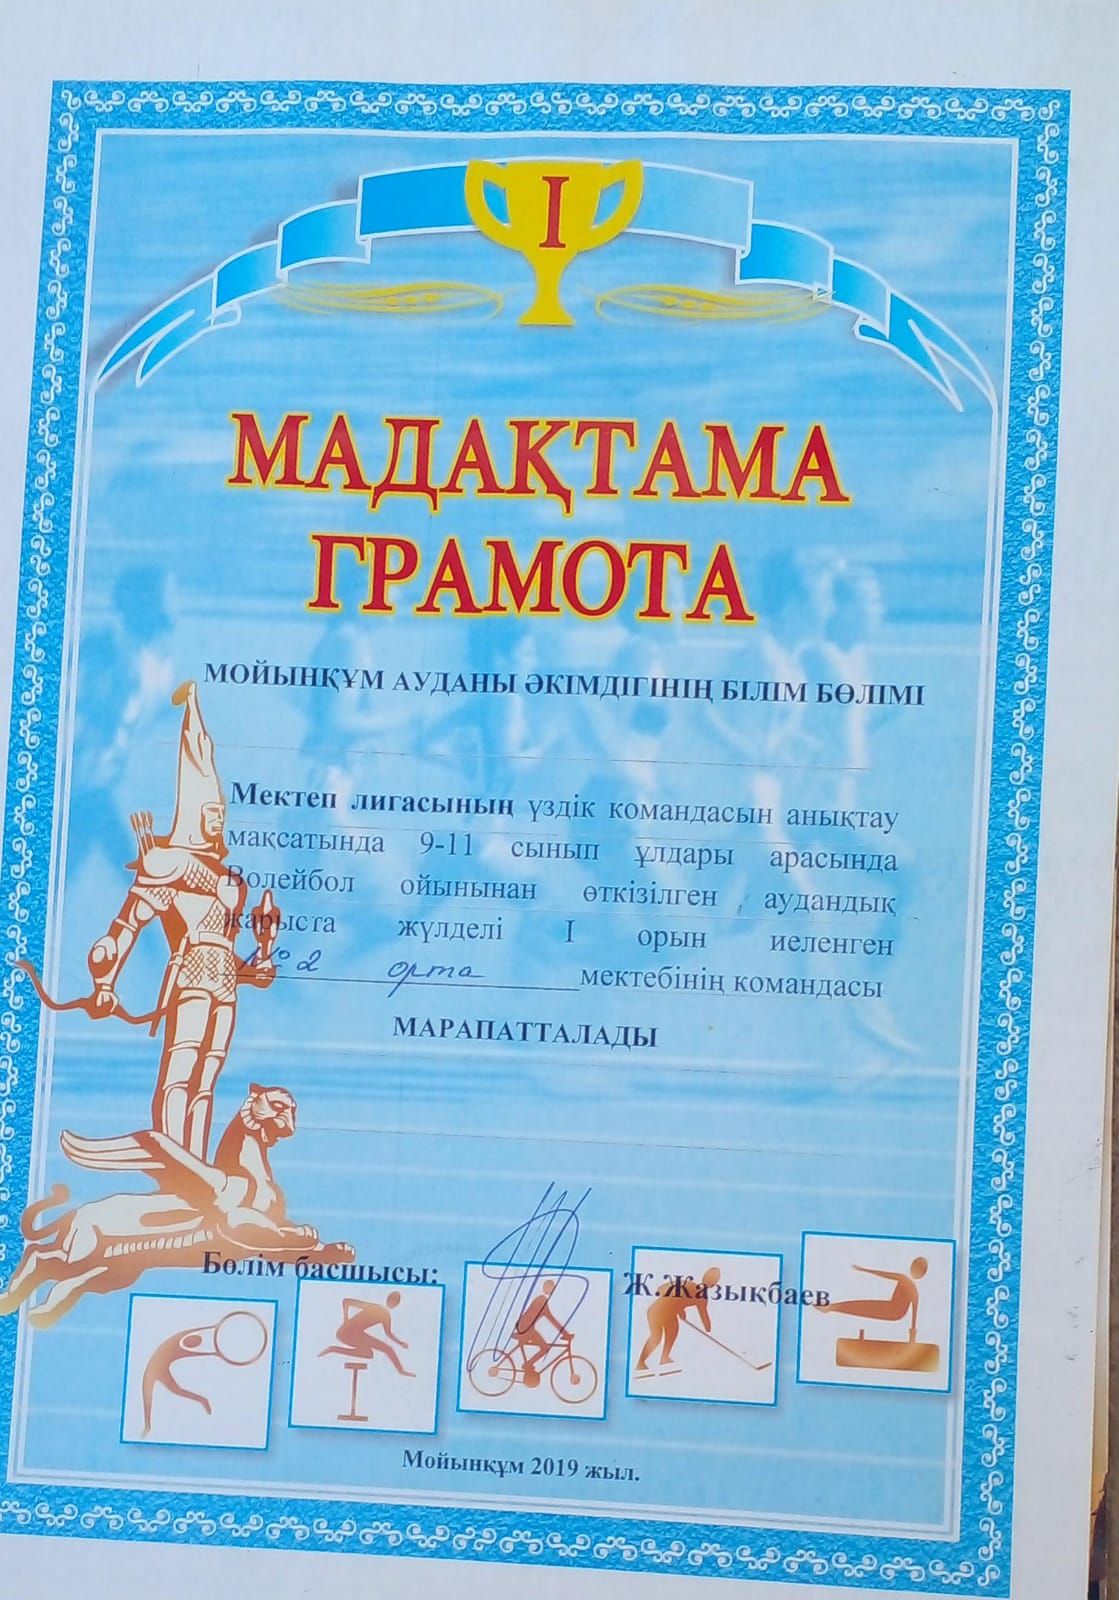 I
МАДАҚТАМА
ГРАМОТА
МОЙЫНҚҰМ АУДАНЫ ӘКІМДІГІНІҢ БІЛІМ БӨЛІМІ
Мектеп лигасының үздік командасын анықтау
мақсатында 9-11 сынып ұлдары арасында
Волейбол ойынынан өткізілген аудандық
жарыста жүлделі I орын иеленген
№2 орта мектебінің командасы
МАРАПАТТАЛАДЫ
Бөлім басшысы: Ж.Жазықбаев
Мойынқұм 2019 жыл.